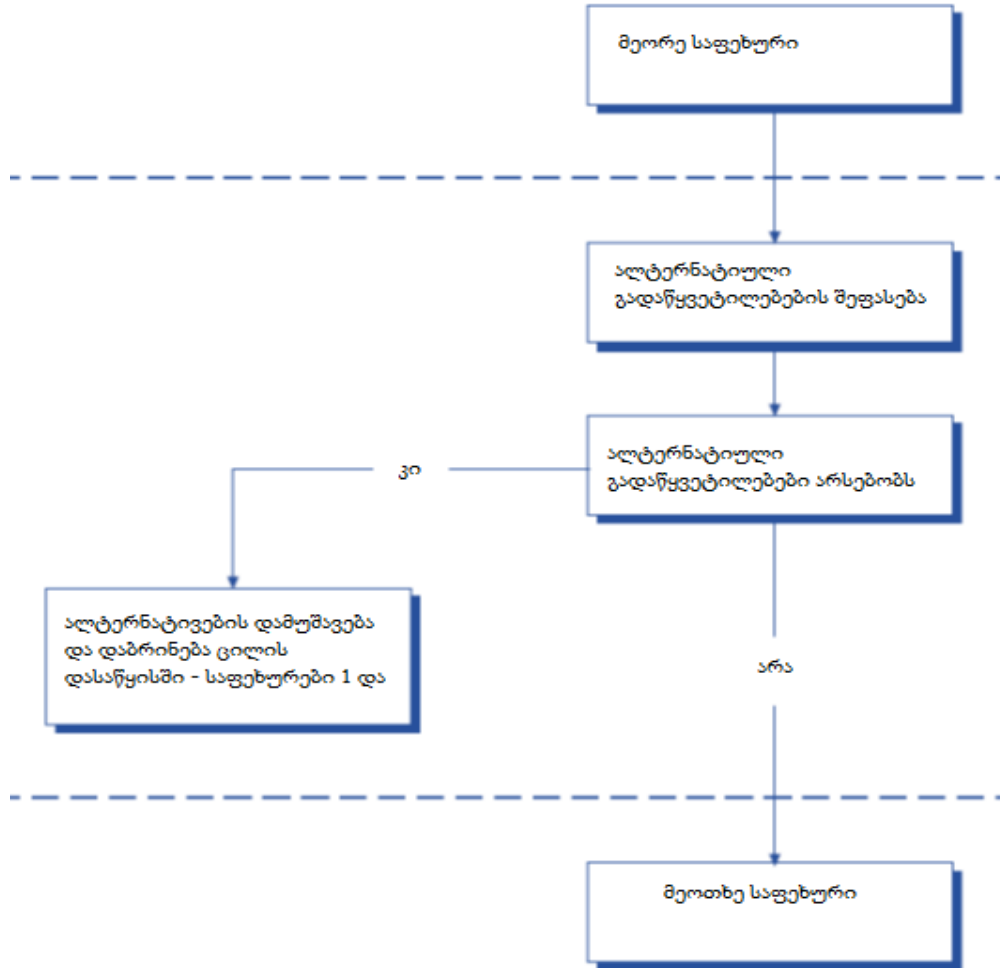 მეორე საფეხური
ალტერნატიული
გადაწყვეტილებების შეფასება
ალტერნატიული
გადაწყვეტილებები არსებობს
კი
ალტერნატივების დამუშავება
და დაბრინება ცილის
დასაწყისში - საფეხურები 1 და
არა
მეოთხე საფეხური